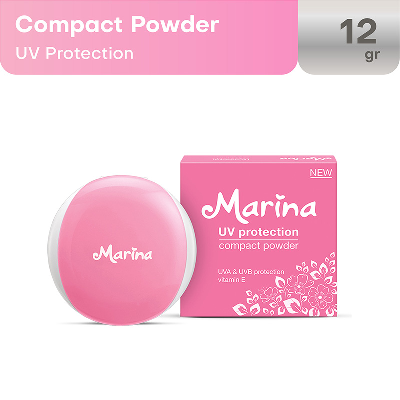 Compact Powder
UV Protection
12
gr
NEW
Marina
UV protection
compact powder
UVA & UVB protection
vitamin E
Marina